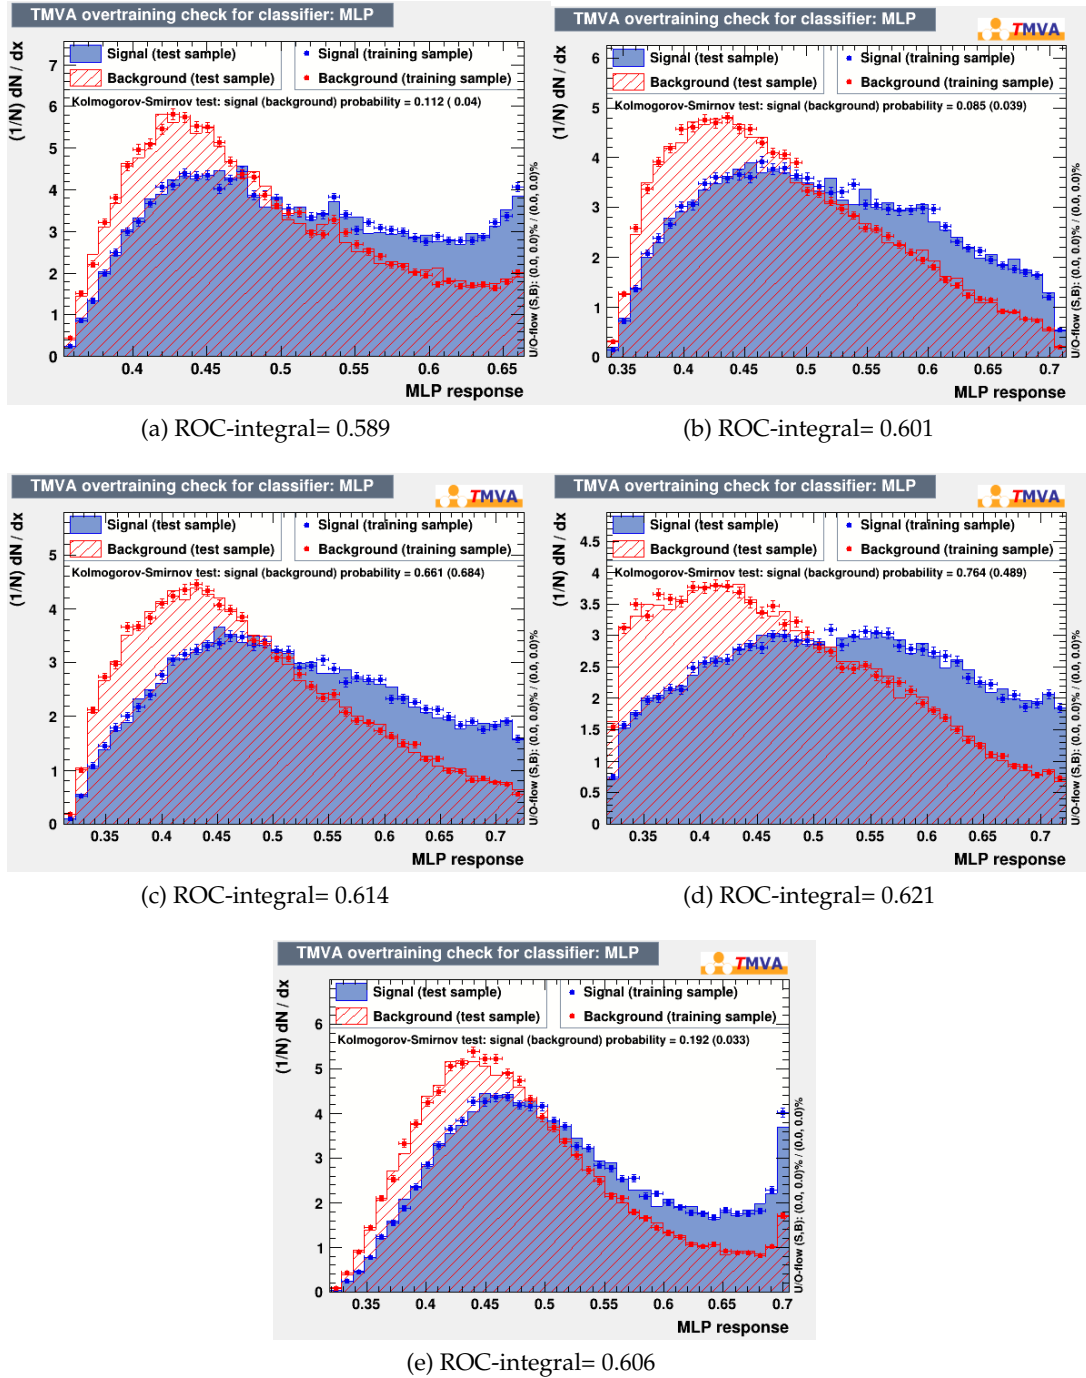 TMVA overtraining check for classifier: MLP
(1/N) dN / dx
7
6
5
4
3
2
1
0
Signal (test sample)
Background (test sample)
Signal (training sample)
Background (training sample)
Kolmogorov-Smirnov test: signal (background) probability = 0.112 ( 0.04)
U/O-flow (S,B): (0.0, 0.0)% / (0.0, 0.0)%
0.4 0.45 0.5 0.55 0.6 0.65
MLP response
(a) ROC-integral= 0.589
TMVA overtraining check for classifier: MLP
TMVA
(1/N) dN / dx
6
5
4
3
2
1
0
Signal (test sample)
Background (test sample)
Signal (training sample)
Background (training sample)
Kolmogorov-Smirnov test: signal (background) probability = 0.085 (0.039)
U/O-flow (S,B): (0.0, 0.0)% / (0.0, 0.0)%
0.35 0.4 0.45 0.5 0.55 0.6 0.65 0.7
MLP response
(b) ROC-integral= 0.601
TMVA overtraining check for classifier: MLP
TMVA
(1/N) dN / dx
5
4
3
2
1
0
Signal (test sample)
Background (test sample)
Signal (training sample)
Background (training sample)
Kolmogorov-Smirnov test: signal (background) probability = 0.661 (0.684)
U/O-flow (S,B): (0.0, 0.0)% / (0.0, 0.0)%
0.35 0.4 0.45 0.5 0.55 0.6 0.65 0.7
MLP response
(c) ROC-integral= 0.614
TMVA overtraining check for classifier: MLP
TMVA
(1/N) dN / dx
4.5
4
3.5
3
2.5
2
1.5
1
0.5
0
Signal (test sample)
Background (test sample)
Signal (training sample)
Background (training sample)
Kolmogorov-Smirnov test: signal (background) probability = 0.764 (0.489)
U/O-flow (S,B): (0.0, 0.0)% / (0.0, 0.0)%
0.35 0.4 0.45 0.5 0.55 0.6 0.65 0.7
MLP response
(d) ROC-integral= 0.621
TMVA overtraining check for classifier: MLP
TMVA
(1/N) dN / dx
6
5
4
3
2
1
0
Signal (test sample)
Background (test sample)
Signal (training sample)
Background (training sample)
Kolmogorov-Smirnov test: signal (background) probability = 0.192 (0.033)
U/O-flow (S,B): (0.0, 0.0)% / (0.0, 0.0)%
0.35 0.4 0.45 0.5 0.55 0.6 0.65 0.7
MLP response
(e) ROC-integral= 0.606